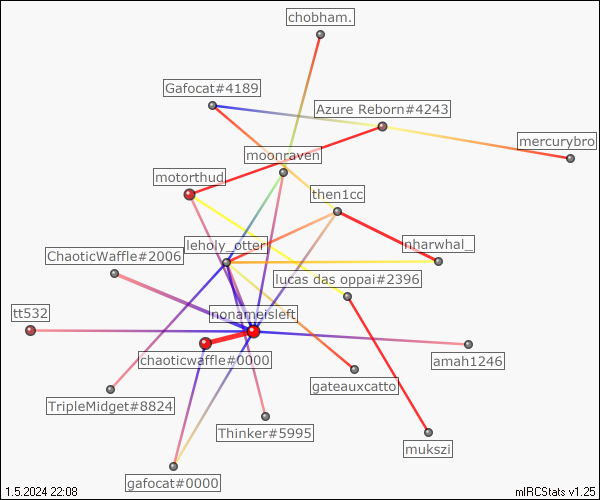 chobham.
Gafocat#4189
Azure Reborn#4243
mercurybro
moonraven
motorthud
then1cc
nharwhal_
leholy_otter
ChaoticWaffle#2006
lucas das oppai#2396
tt532
nonameisleft
chaoticwaffle#0000
amah1246
gateauxcatto
TripleMidget#8824
Thinker#5995
mukszi
gafocat#0000
1.5.2024 22:08
mIRCStats v1.25